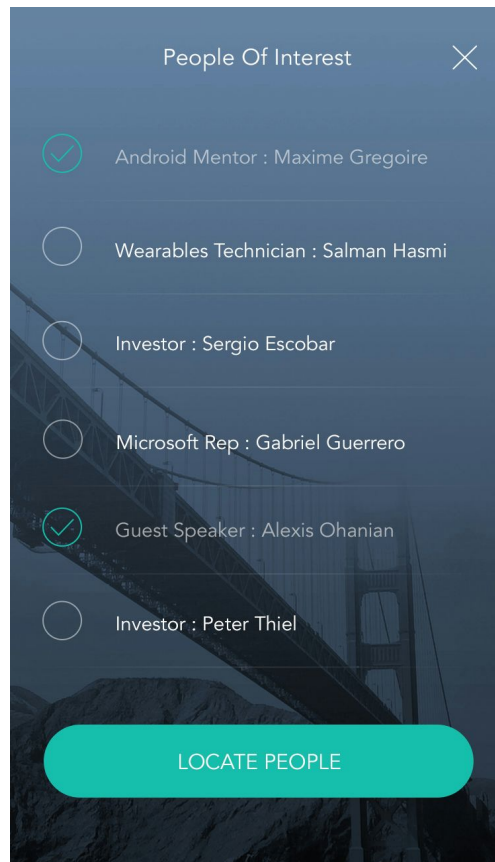 People Of Interest
Android Mentor : Maxime Gregoire
Wearables Technician : Salman Hasmi
Investor : Sergio Escobar
Microsoft Rep : Gabriel Guerrero
Guest Speaker : Alexis Ohanian
Investor : Peter Thiel
LOCATE PEOPLE